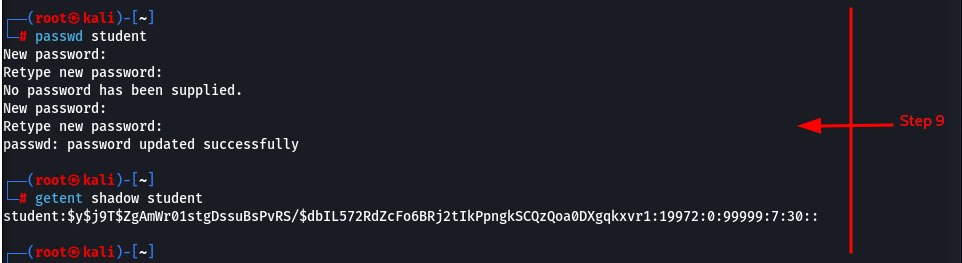 ┌──(root㉿kali)-[~]
└─# passwd student
New password:
Retype new password:
No password has been supplied.
New password:
Retype new password:
passwd: password updated successfully
┌──(root㉿kali)-[~]
└─# getent shadow student
student:$y$j9T$ZgAmWr01stgDssuBsPvRS/$dbIL572RdZcFo6BRj2tIkPpngkSCQzQoa0DXgqkxvr1:19972:0:99999:7:30::
┌──(root㉿kali)-[~]
Step 9